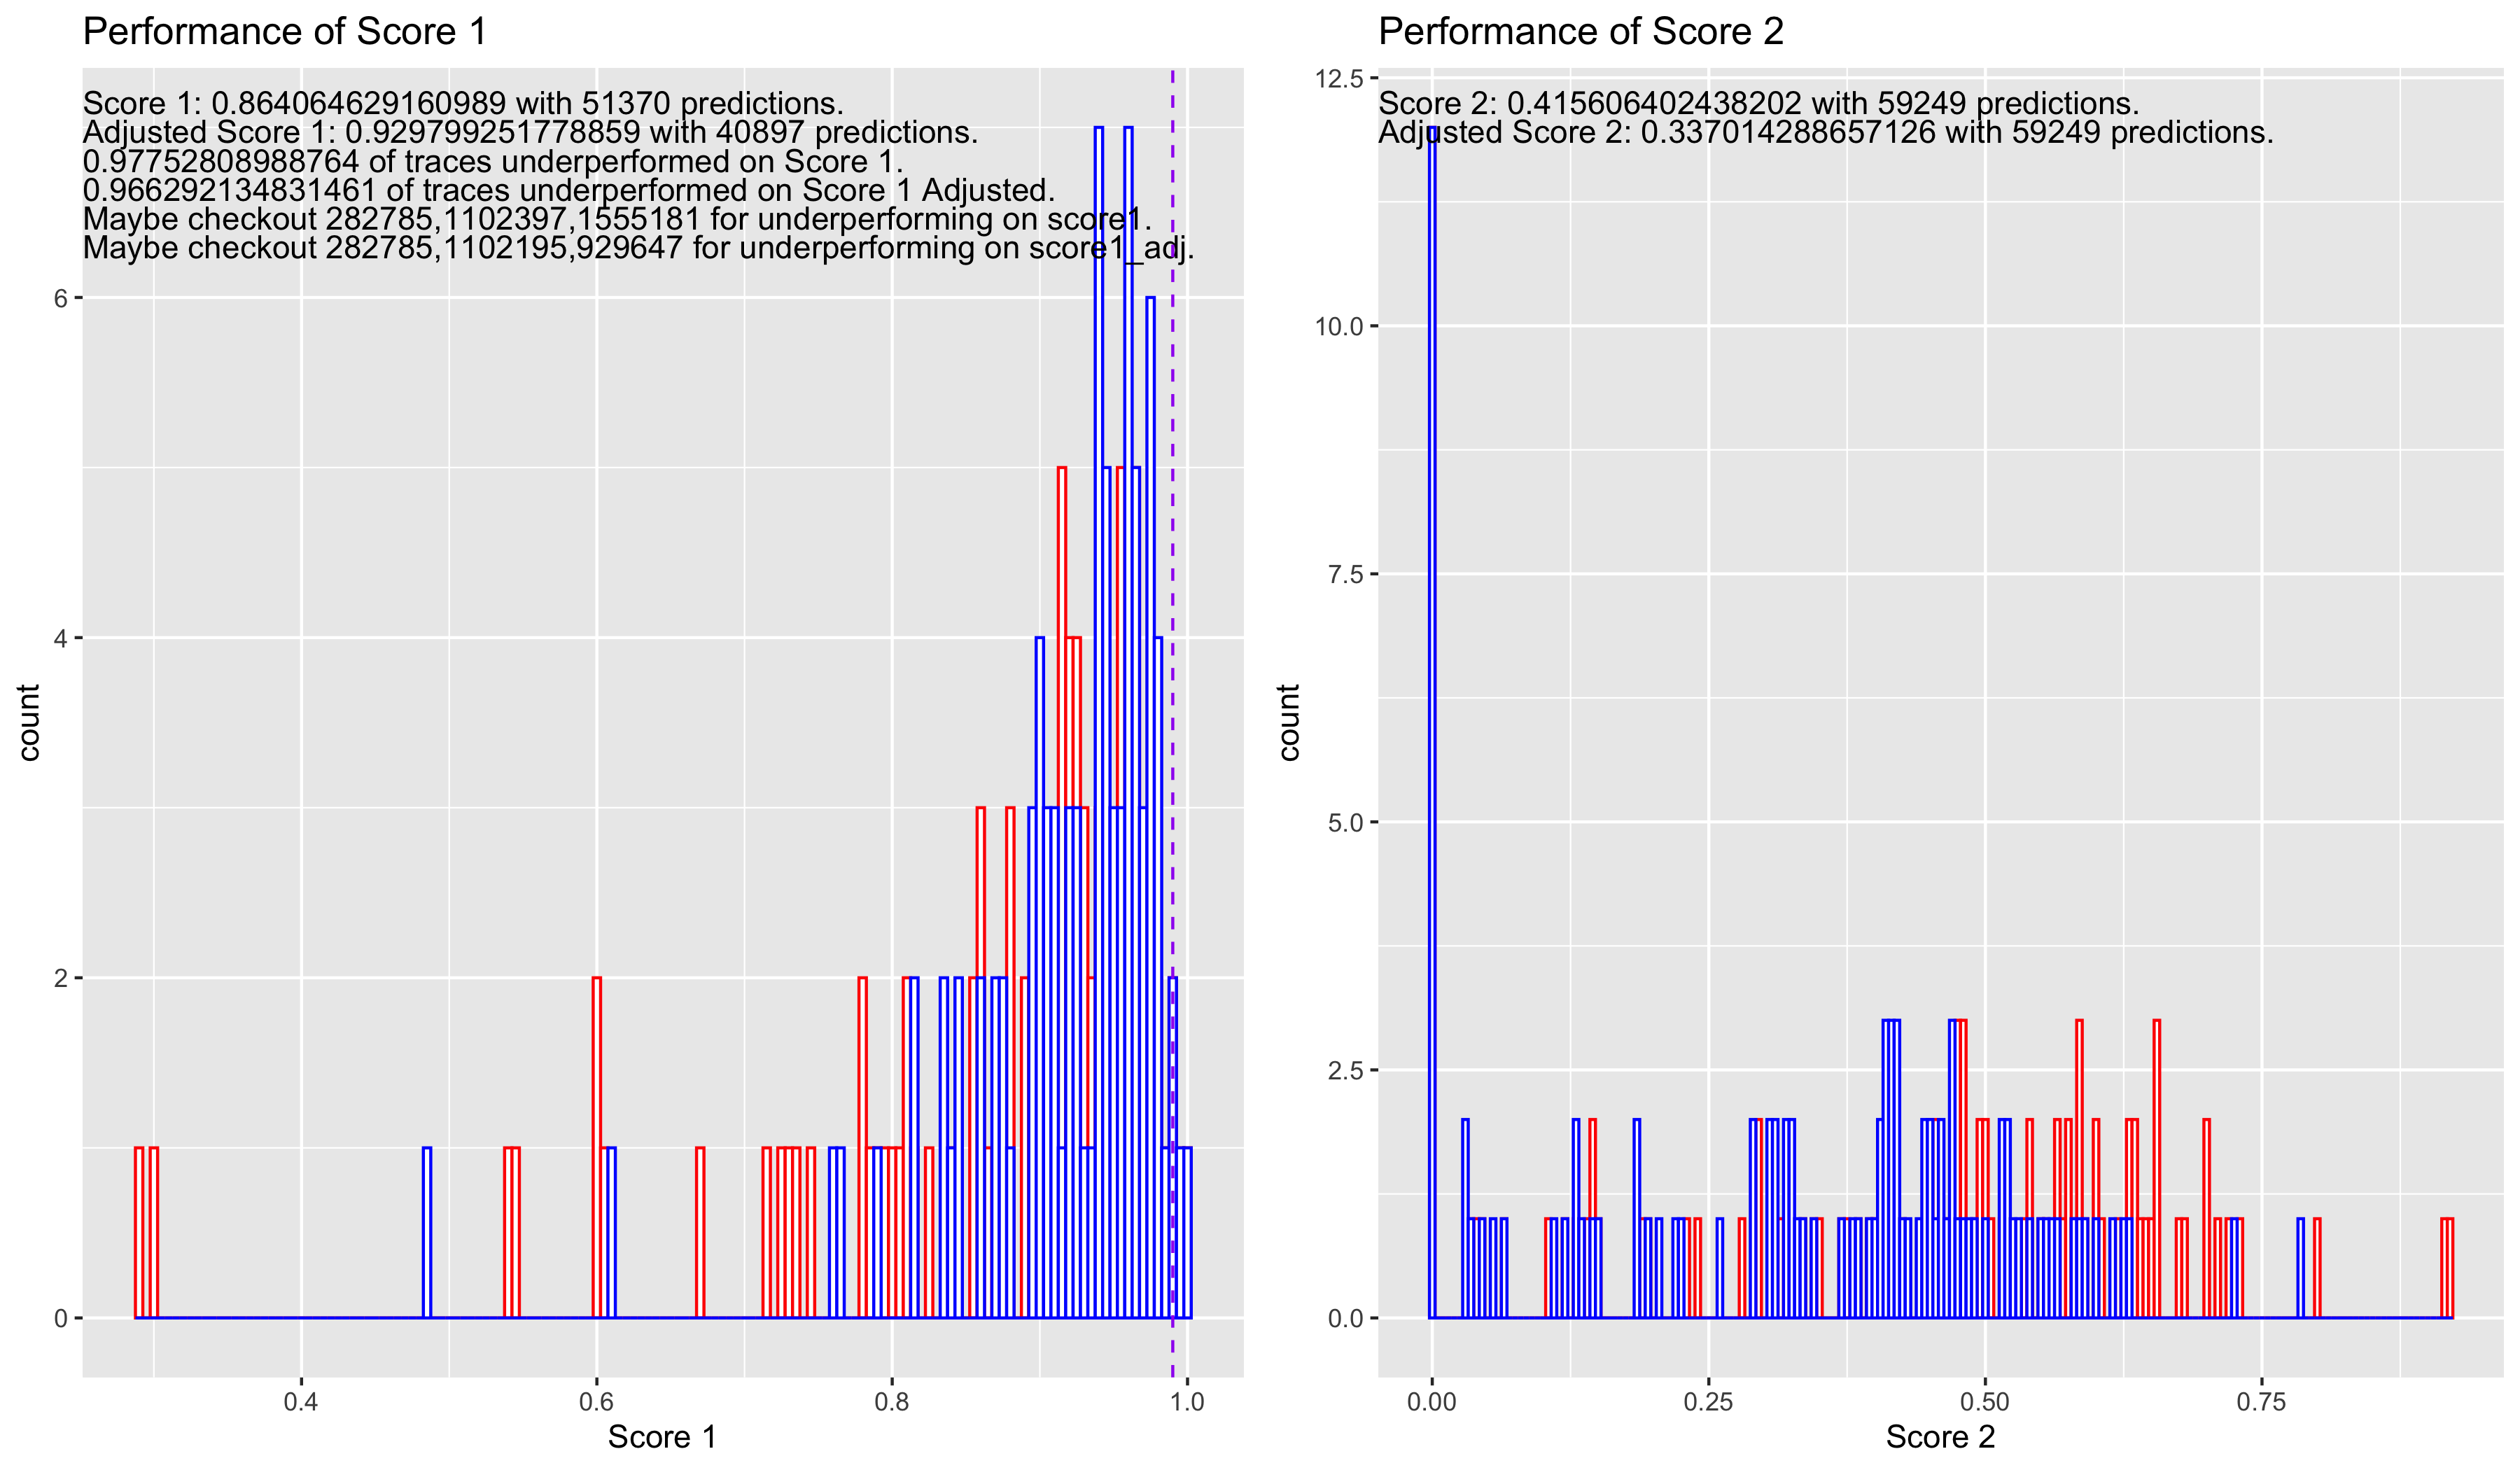 Performance of Score 1
Score 1: 0.864064629160989 with 51370 predictions.
Adjusted Score 1: 0.929799251778859 with 40897 predictions.
0.97752808988764 of traces underperformed on Score 1.
0.966292134831461 of traces underperformed on Score 1 Adjusted.
Maybe checkout 282785,1102397,1555181 for underperforming on score1.
Maybe checkout 282785,1102195,929647 for underperforming on score1_adj.
6
4
2
0
count
0.4 0.6 0.8 1.0
Score 1
Performance of Score 2
Score 2: 0.415606402438202 with 59249 predictions.
Adjusted Score 2: 0.337014288657126 with 59249 predictions.
12.5
10.0
7.5
5.0
2.5
0.0
count
0.00 0.25 0.50 0.75
Score 2